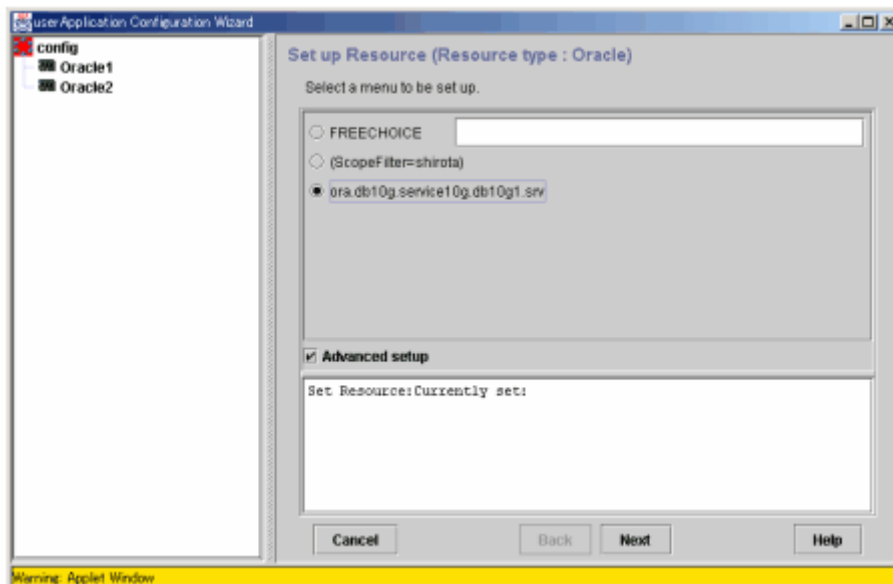 userApplication Configuration Wizard
config
Oracle1
Oracle2
Set up Resource (Resource type : Oracle)
Select a menu to be set up.
FREECHOICE
(ScopeFilter=shirota)
ora.db10g.service10g.db10g1.srv
Advanced setup
Set Resource:Currently set:
Cancel
Back
Next
Help
Warning: Applet Window